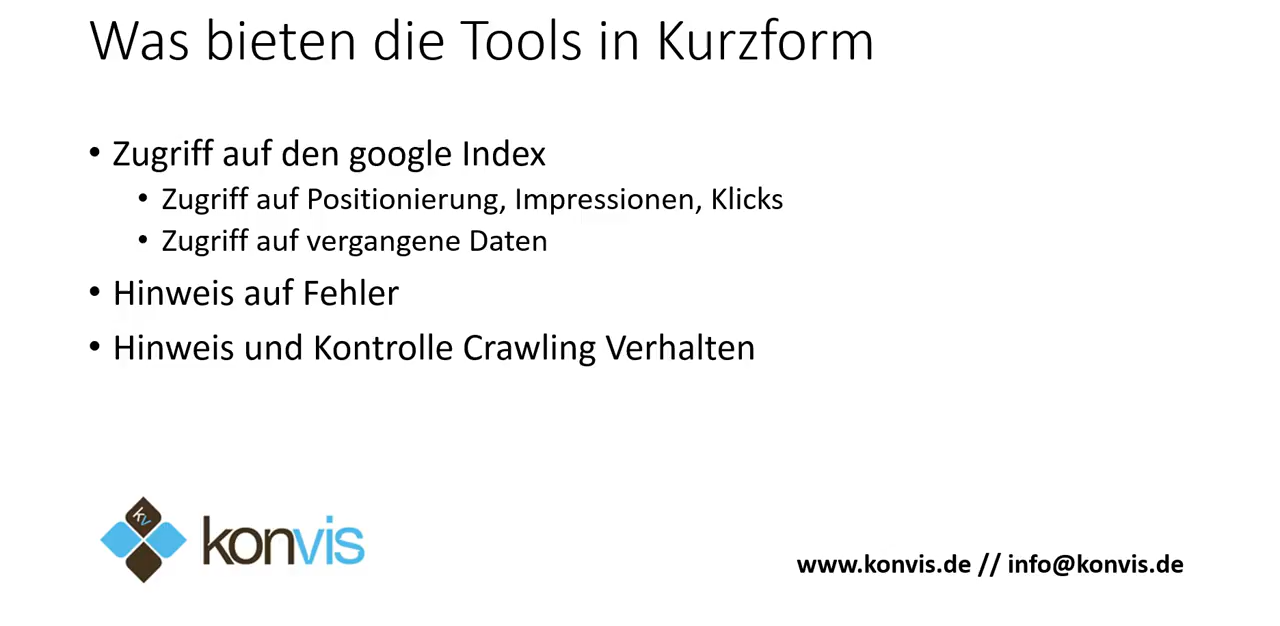 Was bieten die Tools in Kurzform
• Zugriff auf den google Index
• Zugriff auf Positionierung, Impressionen, Klicks
• Zugriff auf vergangene Daten
• Hinweis auf Fehler
• Hinweis und Kontrolle Crawling Verhalten
kv
konvis
www.konvis.de // info@konvis.de